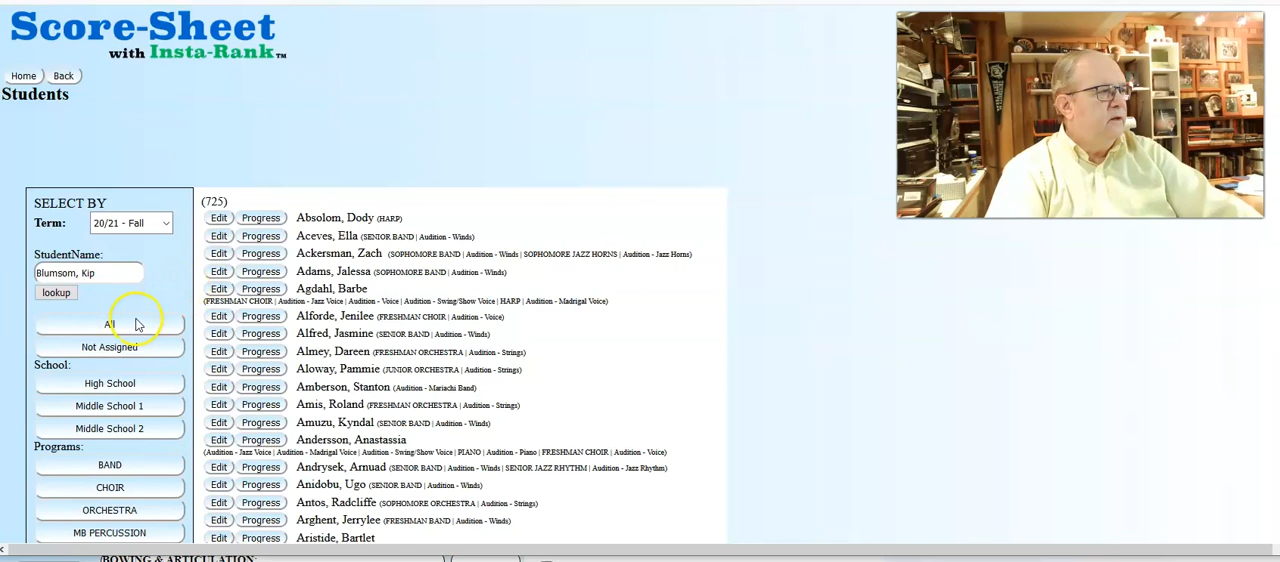 Score-Sheet
with Insta-Rank™
Home Back
Students
SELECT BY
Term: 20/21 - Fall
StudentName:
Blumsom, Kip
lookup
All
Not Assigned
School:
High School
Middle School 1
Middle School 2
Programs:
BAND
CHOIR
ORCHESTRA
MB PERCUSSION
(725)
Edit Progress Absolom, Dody (HARP)
Edit Progress Aceves, Ella (SENIOR BAND | Audition - Winds)
Edit Progress Ackersman, Zach (SOPHOMORE BAND | Audition - Winds | SOPHOMORE JAZZ HORNS | Audition - Jazz Horns)
Edit Progress Adams, Jalessa (SOPHOMORE BAND | Audition - Winds)
Edit Progress Agdahl, Barbe
(FRESHMAN CHOIR | Audition - Jazz Voice | Audition - Voice | Audition - Swing/Show Voice | HARP | Audition - Madrigal Voice)
Edit Progress Alforde, Jenilee (FRESHMAN CHOIR | Audition - Voice)
Edit Progress Alfred, Jasmine (SENIOR BAND | Audition - Winds)
Edit Progress Almey, Dareen (FRESHMAN ORCHESTRA | Audition - Strings)
Edit Progress Aloway, Pammie (JUNIOR ORCHESTRA | Audition - Strings)
Edit Progress Amberson, Stanton (Audition - Mariachi Band)
Edit Progress Amis, Roland (FRESHMAN ORCHESTRA | Audition - Strings)
Edit Progress Amuzu, Kyndal (SENIOR BAND | Audition - Winds)
Edit Progress Andersson, Anastassia
(Audition - Jazz Voice | Audition - Madrigal Voice | Audition - Swing/Show Voice | PIANO | Audition - Piano | FRESHMAN CHOIR | Audition - Voice)
Edit Progress Andrysek, Arnuad (SENIOR BAND | Audition - Winds | SENIOR JAZZ RHYTHM | Audition - Jazz Rhythm)
Edit Progress Anidobu, Ugo (SENIOR BAND | Audition - Winds)
Edit Progress Antos, Radcliffe (SOPHOMORE ORCHESTRA | Audition - Strings)
Edit Progress Arghent, Jerrylee (FRESHMAN BAND | Audition - Winds)
Edit Progress Aristide, Bartlet
BOWING & ARTICULATION: